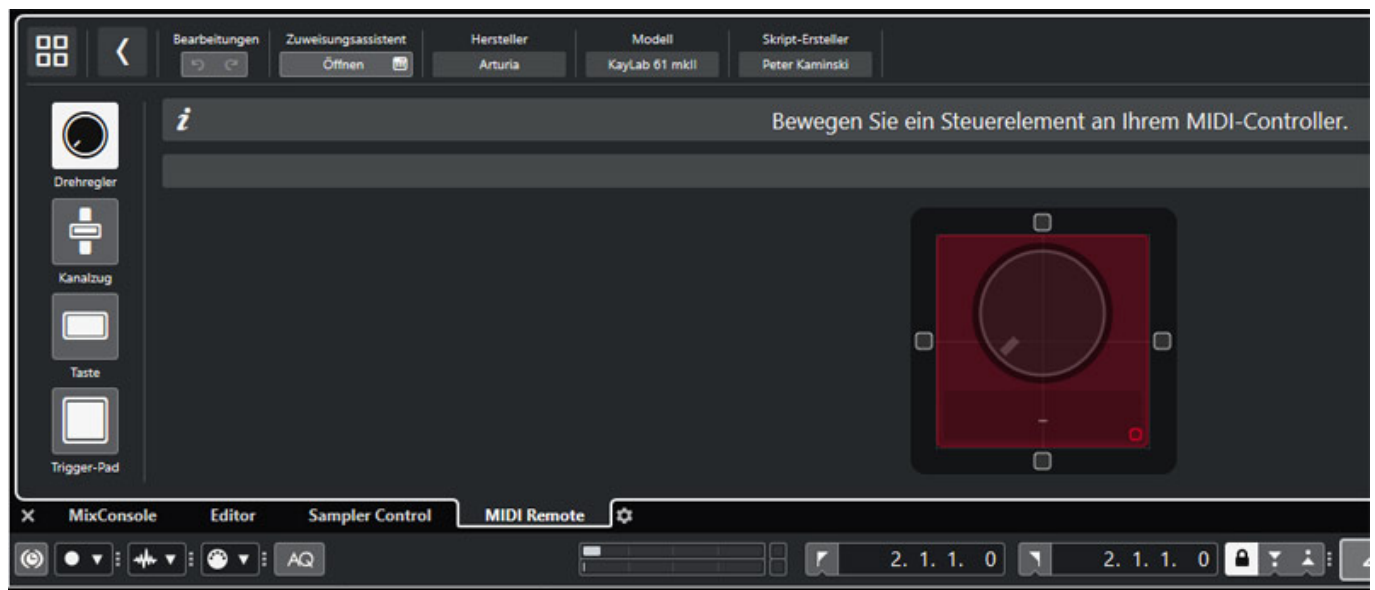 Bearbeitungen
Zuweisungsassistent
Hersteller
Modell
Skript-Ersteller
Öffnen
Arturia
KayLab 61 mkII
Peter Kaminski
i
Bewegen Sie ein Steuerelement an Ihrem MIDI-Controller.
Drehregler
Kanalzug
Taste
Trigger-Pad
-
MixConsole
Editor
Sampler Control
MIDI Remote
AQ
2. 1. 1. 0
2. 1. 1. 0